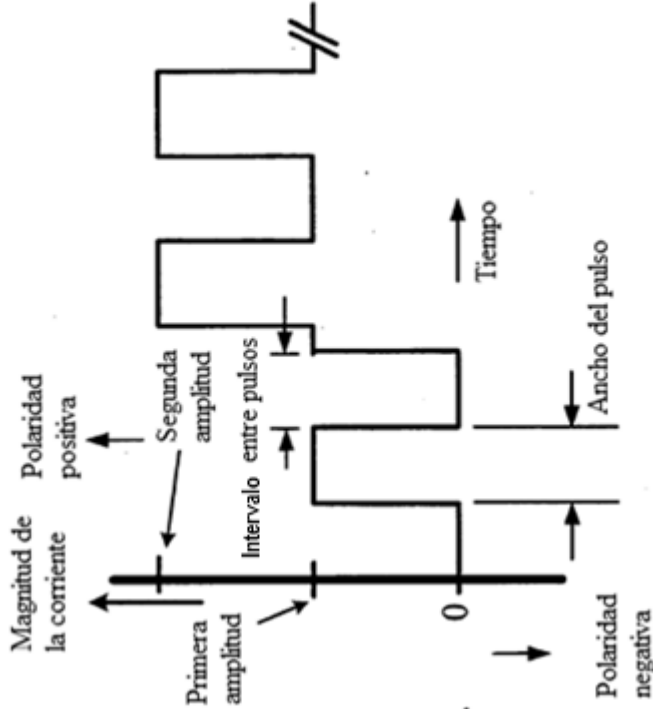 Magnitud de
la corriente
Polaridad
positiva
Segunda
amplitud
Primera
amplitud
Intervalo entre pulsos
0
Tiempo
Ancho del pulso
Polaridad
negativa